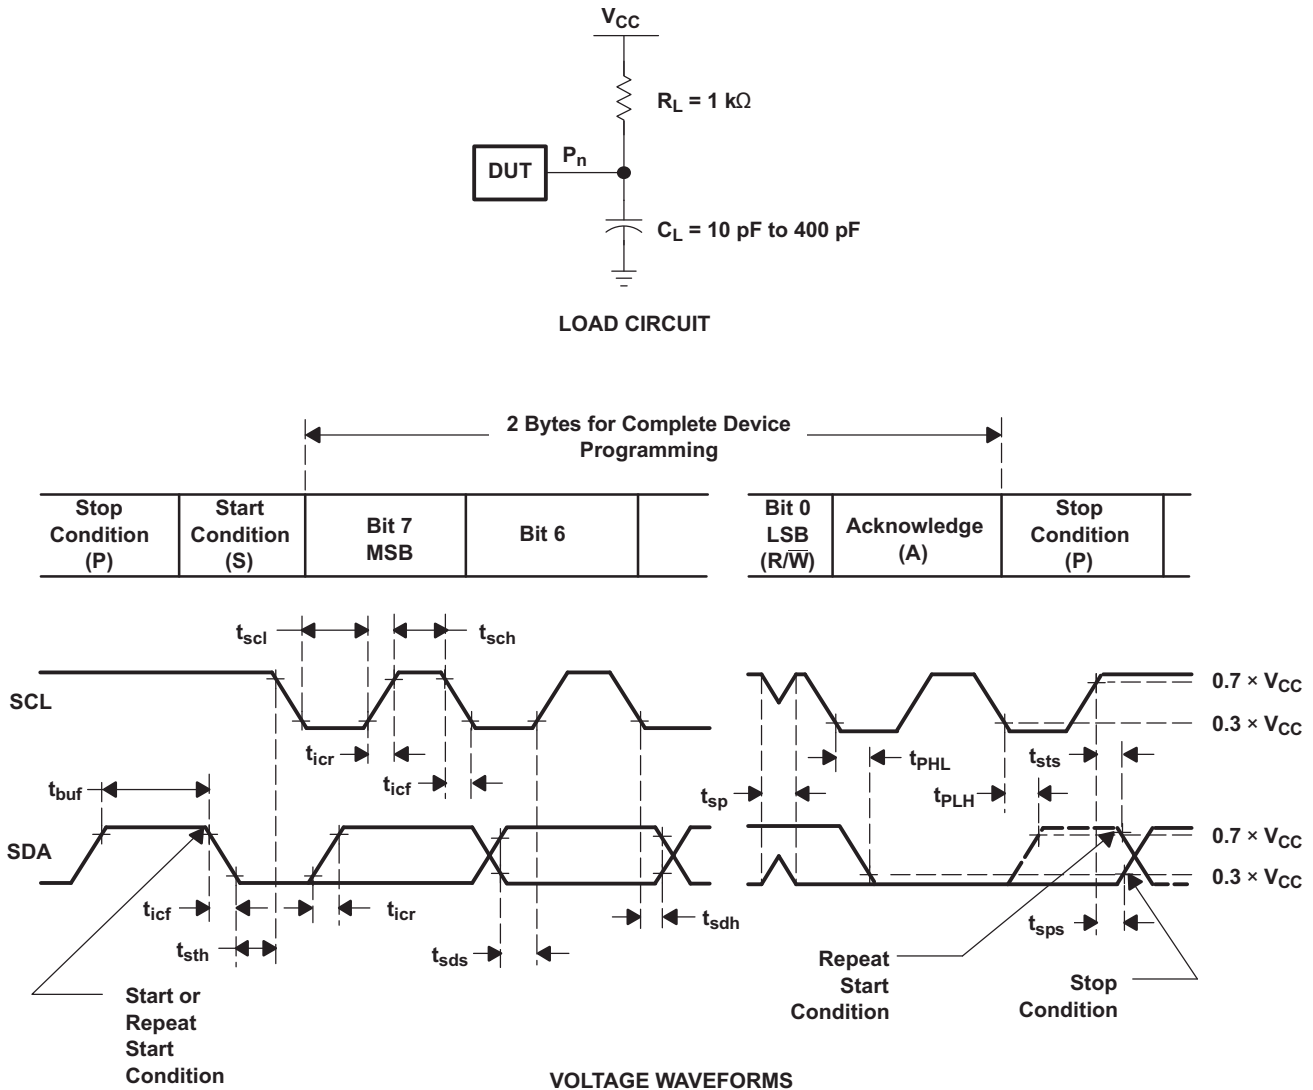 VCC
RL = 1 kΩ
DUT
Pn
CL = 10 pF to 400 pF
LOAD CIRCUIT
2 Bytes for Complete Device
Programming
Stop
Condition
(P)
Start
Condition
(S)
Bit 7
MSB
Bit 6
Bit 0
LSB
(R/W̅)
Acknowledge
(A)
Stop
Condition
(P)
tscl
tsch
SCL
0.7 × VCC
0.3 × VCC
ticr
ticf
tPHL
tsts
tbuf
tsp
tPLH
SDA
0.7 × VCC
0.3 × VCC
ticf
ticr
tsdh
tsth
tsds
tsps
Start or
Repeat
Start
Condition
Repeat
Start
Condition
Stop
Condition
VOLTAGE WAVEFORMS